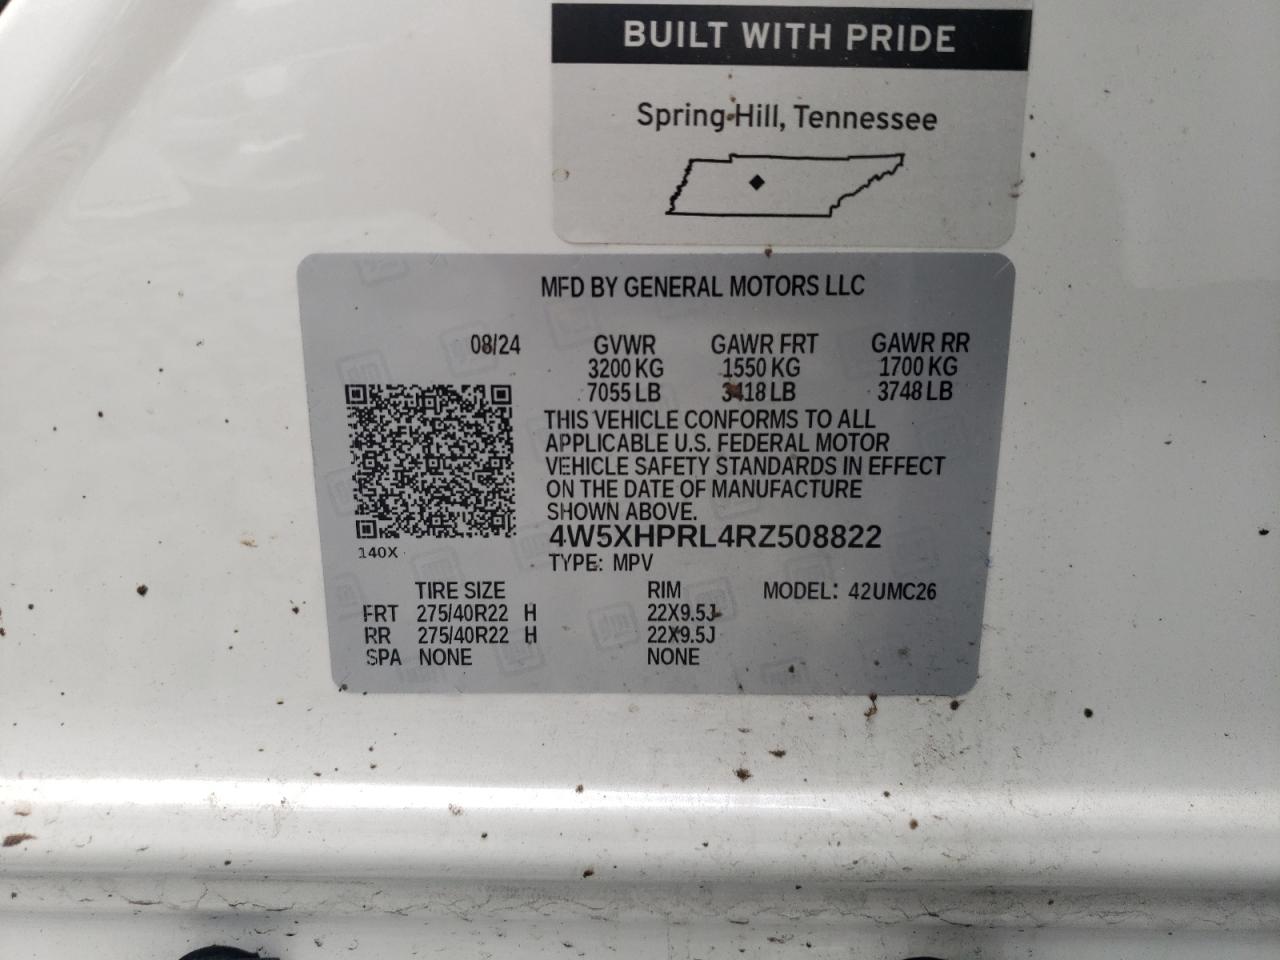 BUILT WITH PRIDE
Spring Hill, Tennessee
MFD BY GENERAL MOTORS LLC
08/24 GVWR GAWR FRT GAWR RR
3200 KG 1550 KG 1700 KG
7055 LB 3418 LB 3748 LB
THIS VEHICLE CONFORMS TO ALL
APPLICABLE U.S. FEDERAL MOTOR
VEHICLE SAFETY STANDARDS IN EFFECT
ON THE DATE OF MANUFACTURE
SHOWN ABOVE.
4W5XHPRL4RZ508822
140X
TYPE: MPV
TIRE SIZE RIM MODEL: 42UMC26
FRT 275/40R22 H 22X9.5J
RR 275/40R22 H 22X9.5J
SPA NONE NONE